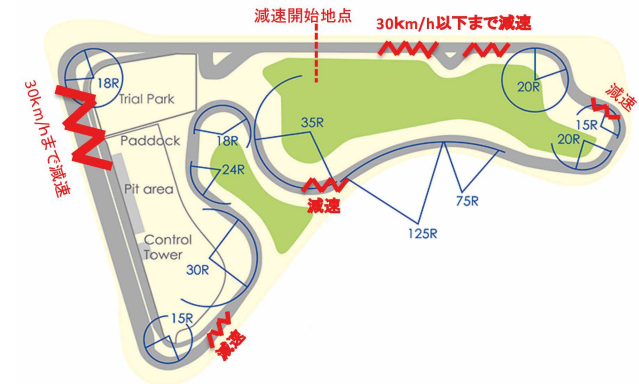 減速開始地点
30km/h以下まで減速
18R
20R
減速
30km/hまで減速
Trial Park
15R
35R
Paddock
18R
20R
24R
Pit area
75R
減速
125R
Control
Tower
30R
15R
減速